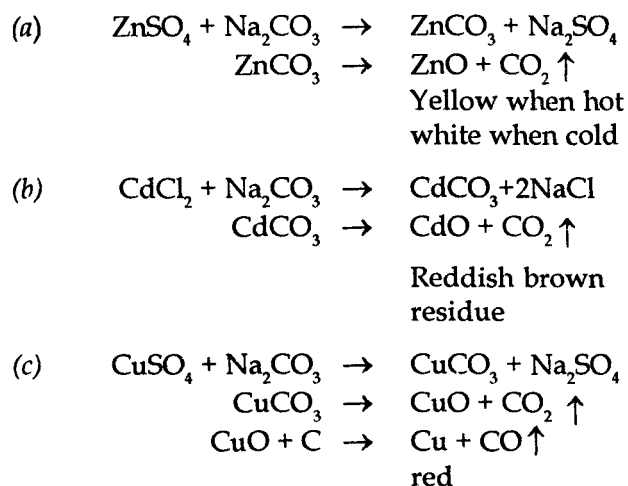 (a) ZnSO₄ + Na₂CO₃ → ZnCO₃ + Na₂SO₄
ZnCO₃ → ZnO + CO₂ ↑
Yellow when hot
white when cold
(b) CdCl₂ + Na₂CO₃ → CdCO₃+2NaCl
CdCO₃ → CdO + CO₂ ↑
Reddish brown
residue
(c) CuSO₄ + Na₂CO₃ → CuCO₃ + Na₂SO₄
CuCO₃ → CuO + CO₂ ↑
CuO + C → Cu + CO ↑
red